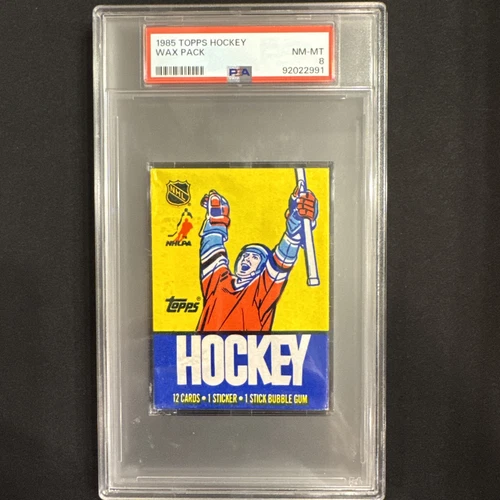 1985 TOPPS HOCKEY
WAX PACK
NM-MT
8
PSA
92022991
NHL
NHLPA
topps®
HOCKEY
12 CARDS • 1 STICKER • 1 STICK BUBBLE GUM